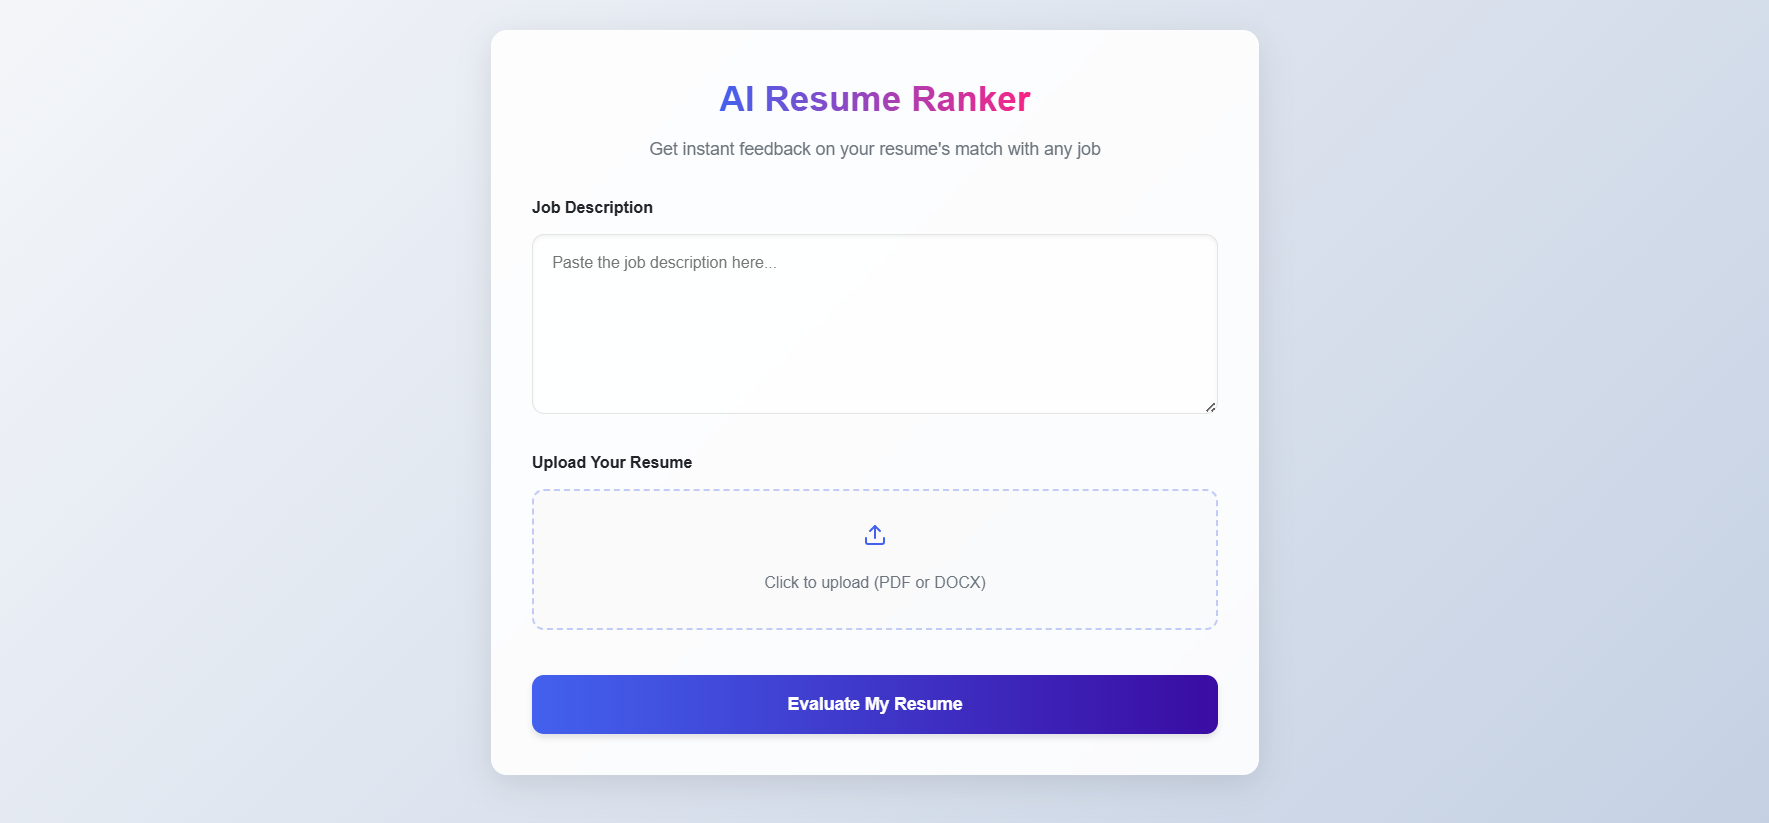 AI Resume Ranker
Get instant feedback on your resume's match with any job
Job Description
Paste the job description here...
Upload Your Resume
Click to upload (PDF or DOCX)
Evaluate My Resume